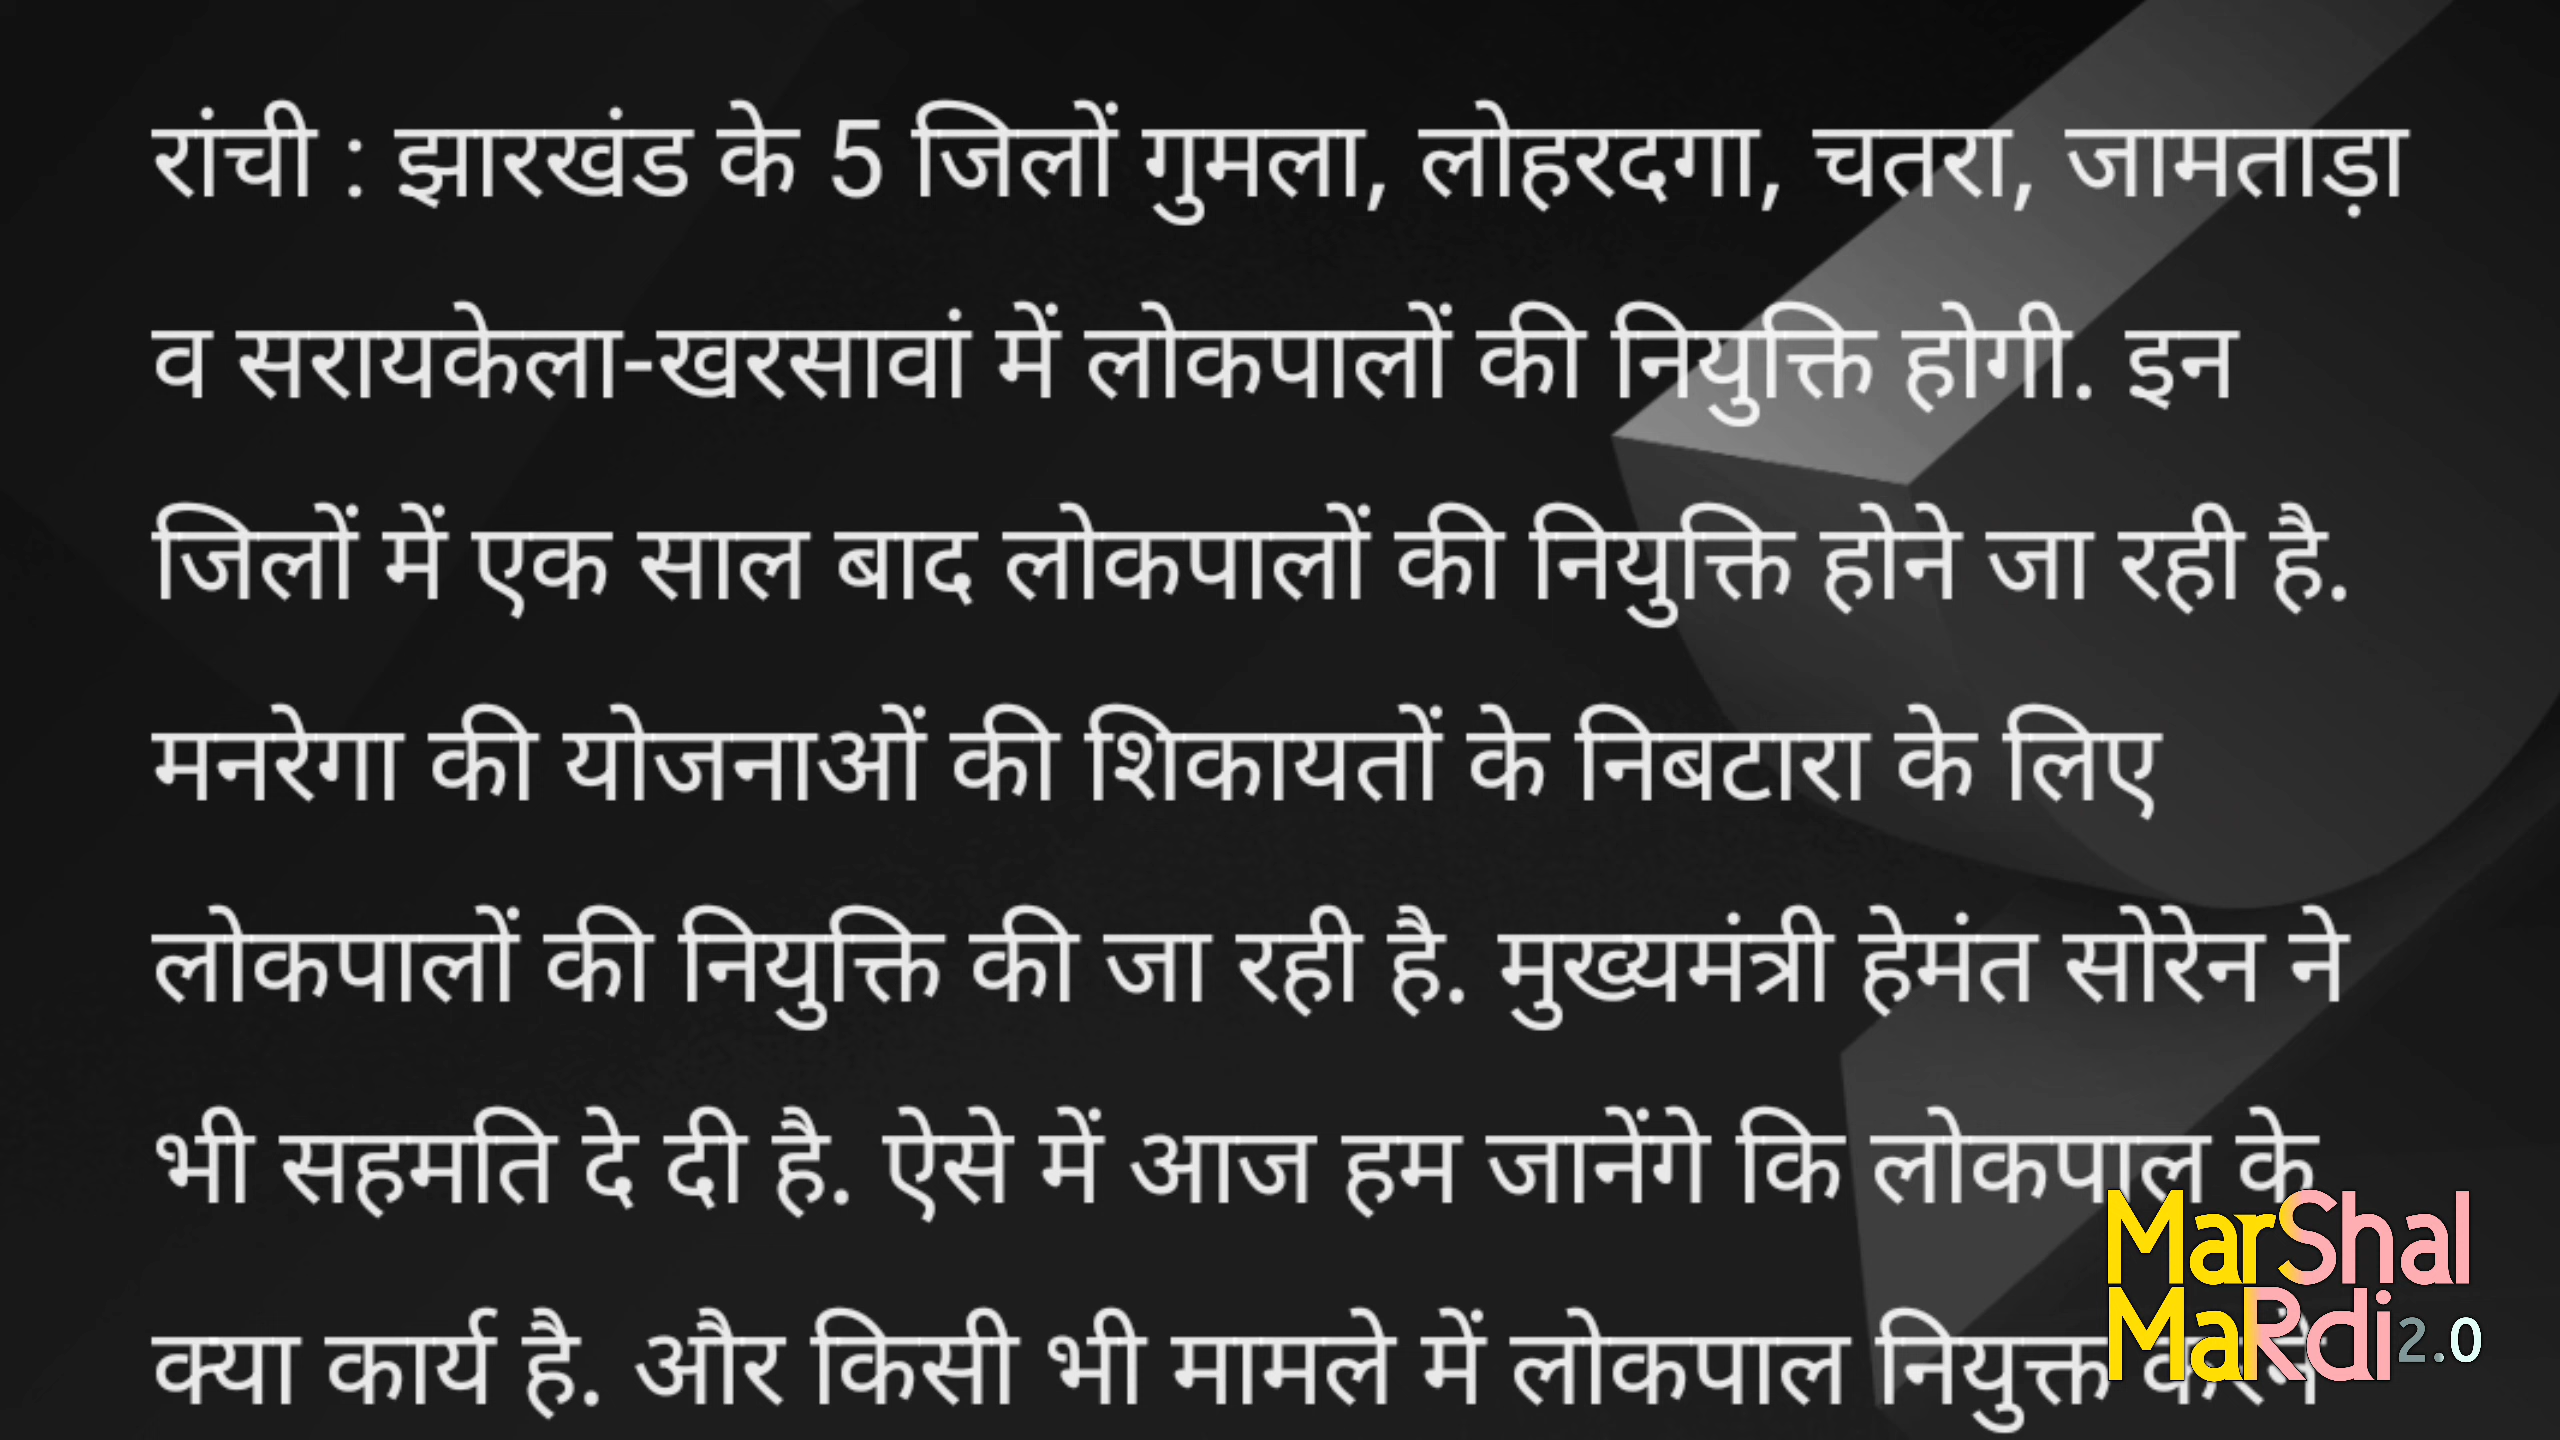 रांची : झारखंड के 5 जिलों गुमला, लोहरदगा, चतरा, जामताड़ा
व सरायकेला-खरसावां में लोकपालों की नियुक्ति होगी. इन
जिलों में एक साल बाद लोकपालों की नियुक्ति होने जा रही है.
मनरेगा की योजनाओं की शिकायतों के निबटारा के लिए
लोकपालों की नियुक्ति की जा रही है. मुख्यमंत्री हेमंत सोरेन ने
भी सहमति दे दी है. ऐसे में आज हम जानेंगे कि लोकपाल के
क्या कार्य है. और किसी भी मामले में लोकपाल नियुक्त
MarShal
MaRdi 2.0